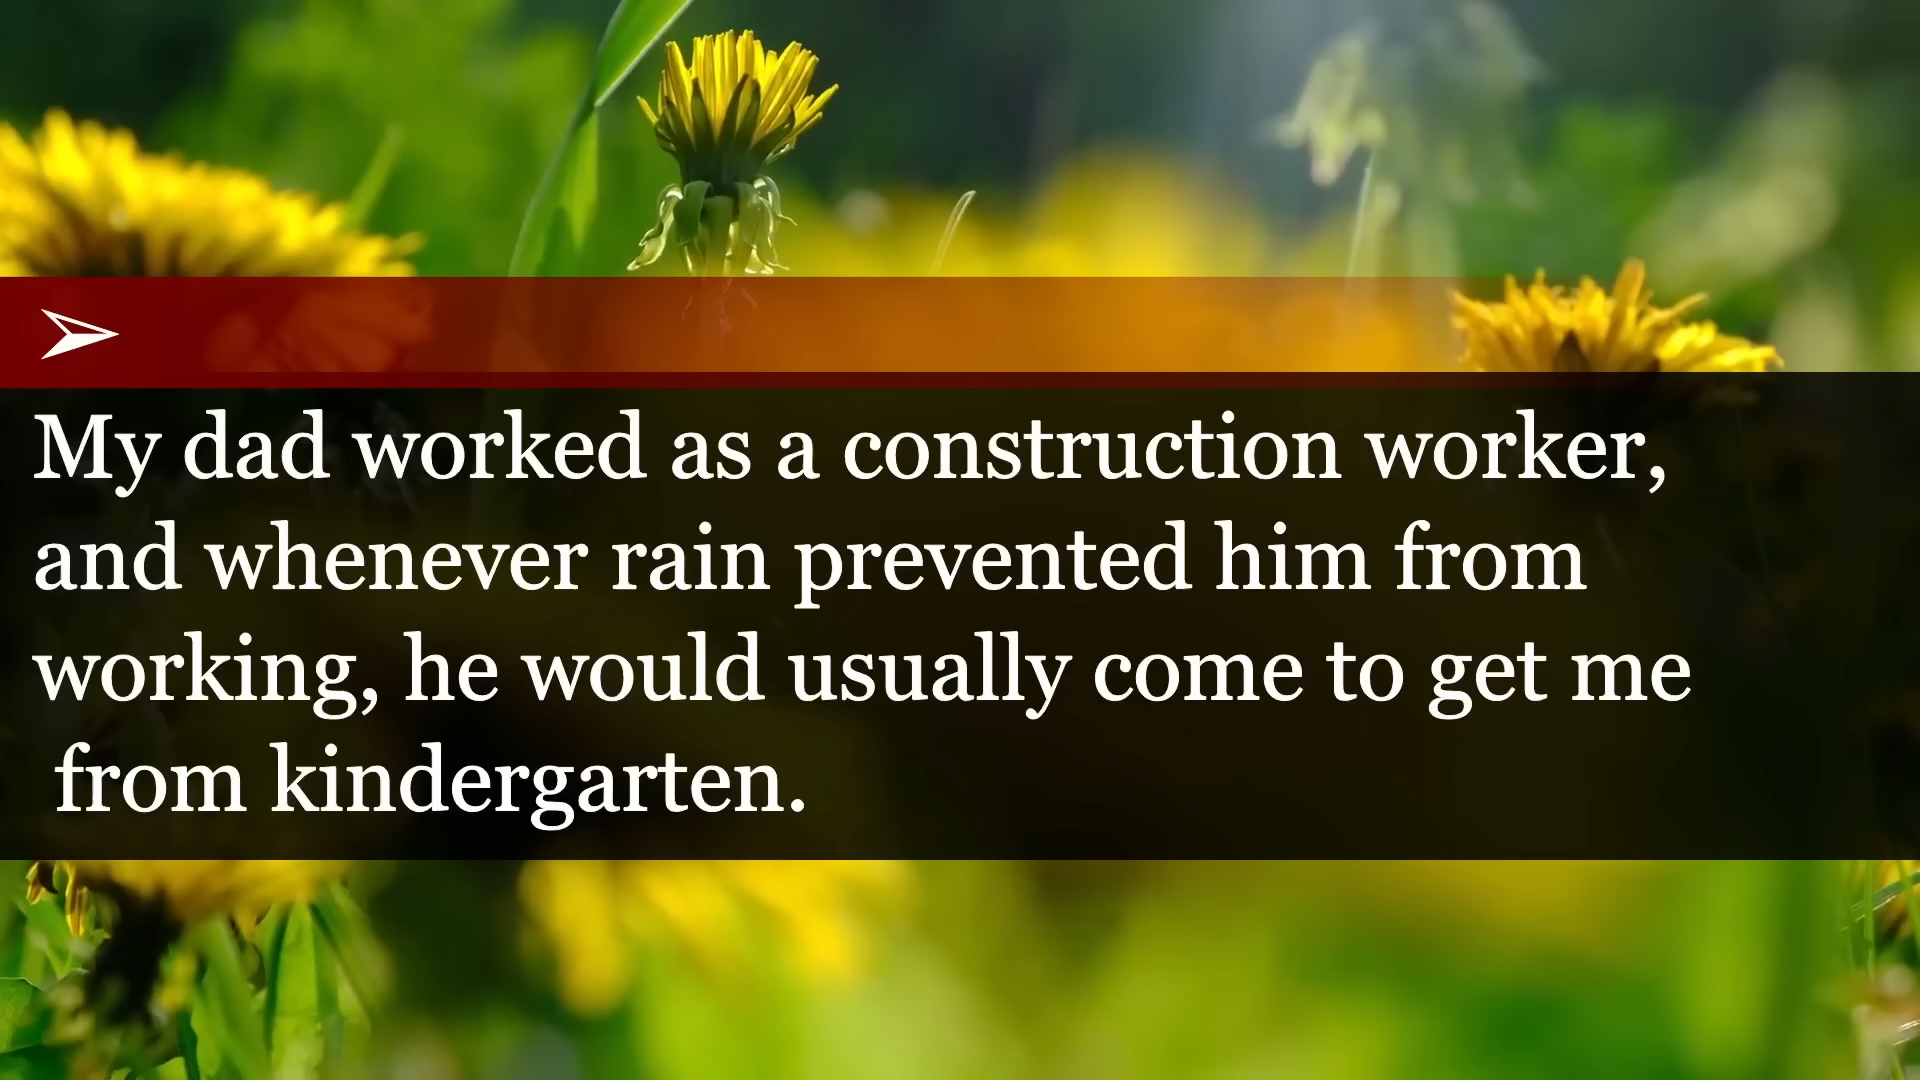 My dad worked as a construction worker,
and whenever rain prevented him from
working, he would usually come to get me
from kindergarten.